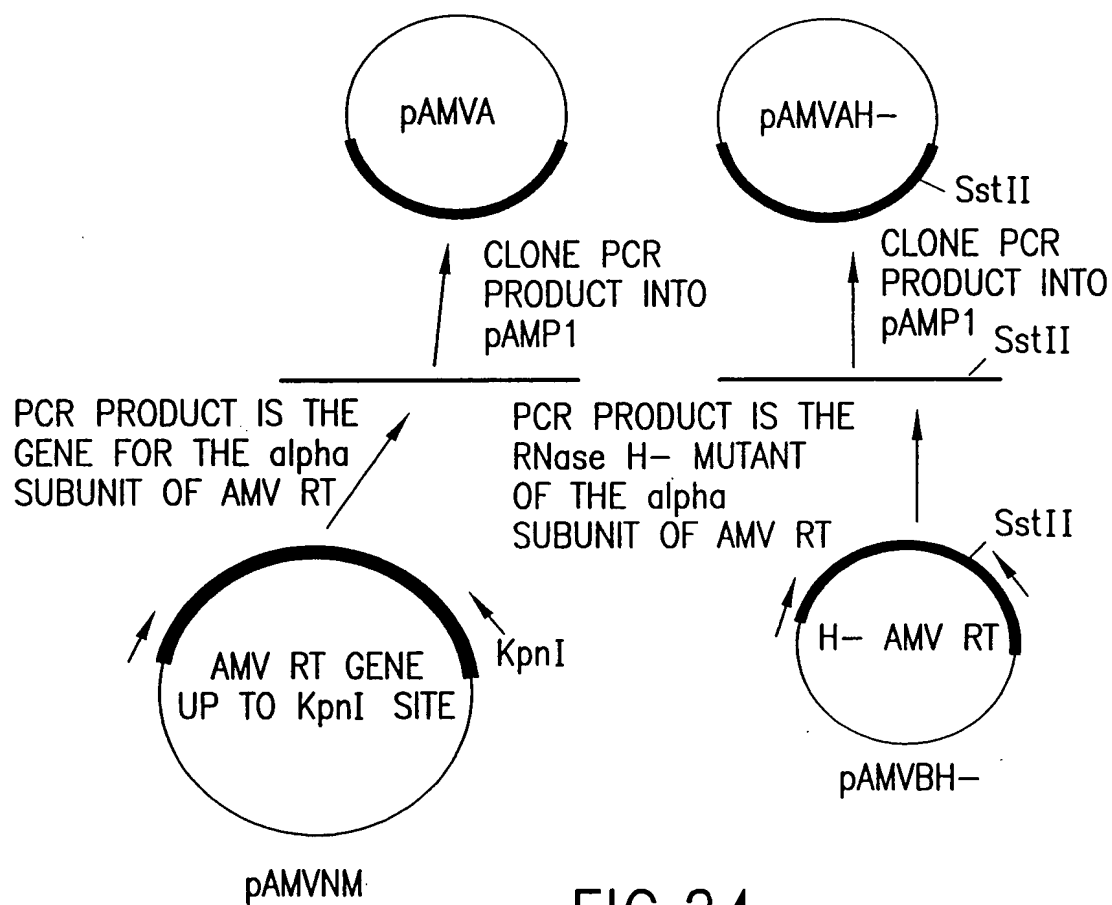 pAMVA
pAMVAH-
SstII
CLONE PCR
PRODUCT INTO
pAMP1
CLONE PCR
PRODUCT INTO
pAMP1
SstII
PCR PRODUCT IS THE
GENE FOR THE alpha
SUBUNIT OF AMV RT
PCR PRODUCT IS THE
RNase H- MUTANT
OF THE alpha
SUBUNIT OF AMV RT
SstII
KpnI
AMV RT GENE
UP TO KpnI SITE
H- AMV RT
pAMVBH-
pAMVNM